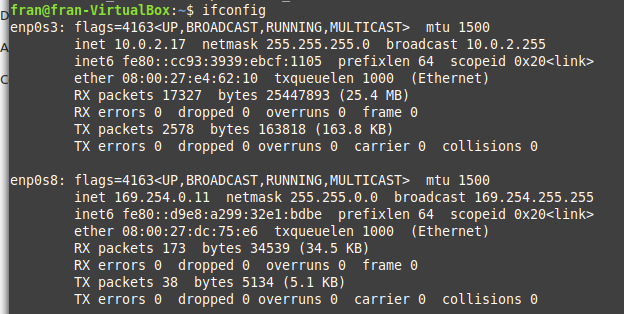 D
A
C
fran@fran-VirtualBox:~$ ifconfig
enp0s3: flags=4163<UP,BROADCAST,RUNNING,MULTICAST>  mtu 1500
        inet 10.0.2.17  netmask 255.255.255.0  broadcast 10.0.2.255
        inet6 fe80::cc93:3939:ebcf:1105  prefixlen 64  scopeid 0x20<link>
        ether 08:00:27:e4:62:10  txqueuelen 1000  (Ethernet)
        RX packets 17327  bytes 25447893 (25.4 MB)
        RX errors 0  dropped 0  overruns 0  frame 0
        TX packets 2578  bytes 163818 (163.8 KB)
        TX errors 0  dropped 0 overruns 0  carrier 0  collisions 0
enp0s8: flags=4163<UP,BROADCAST,RUNNING,MULTICAST>  mtu 1500
        inet 169.254.0.11  netmask 255.255.0.0  broadcast 169.254.255.255
        inet6 fe80::d9e8:a299:32e1:bdbe  prefixlen 64  scopeid 0x20<link>
        ether 08:00:27:dc:75:e6  txqueuelen 1000  (Ethernet)
        RX packets 173  bytes 34539 (34.5 KB)
        RX errors 0  dropped 0  overruns 0  frame 0
        TX packets 38  bytes 5134 (5.1 KB)
        TX errors 0  dropped 0 overruns 0  carrier 0  collisions 0